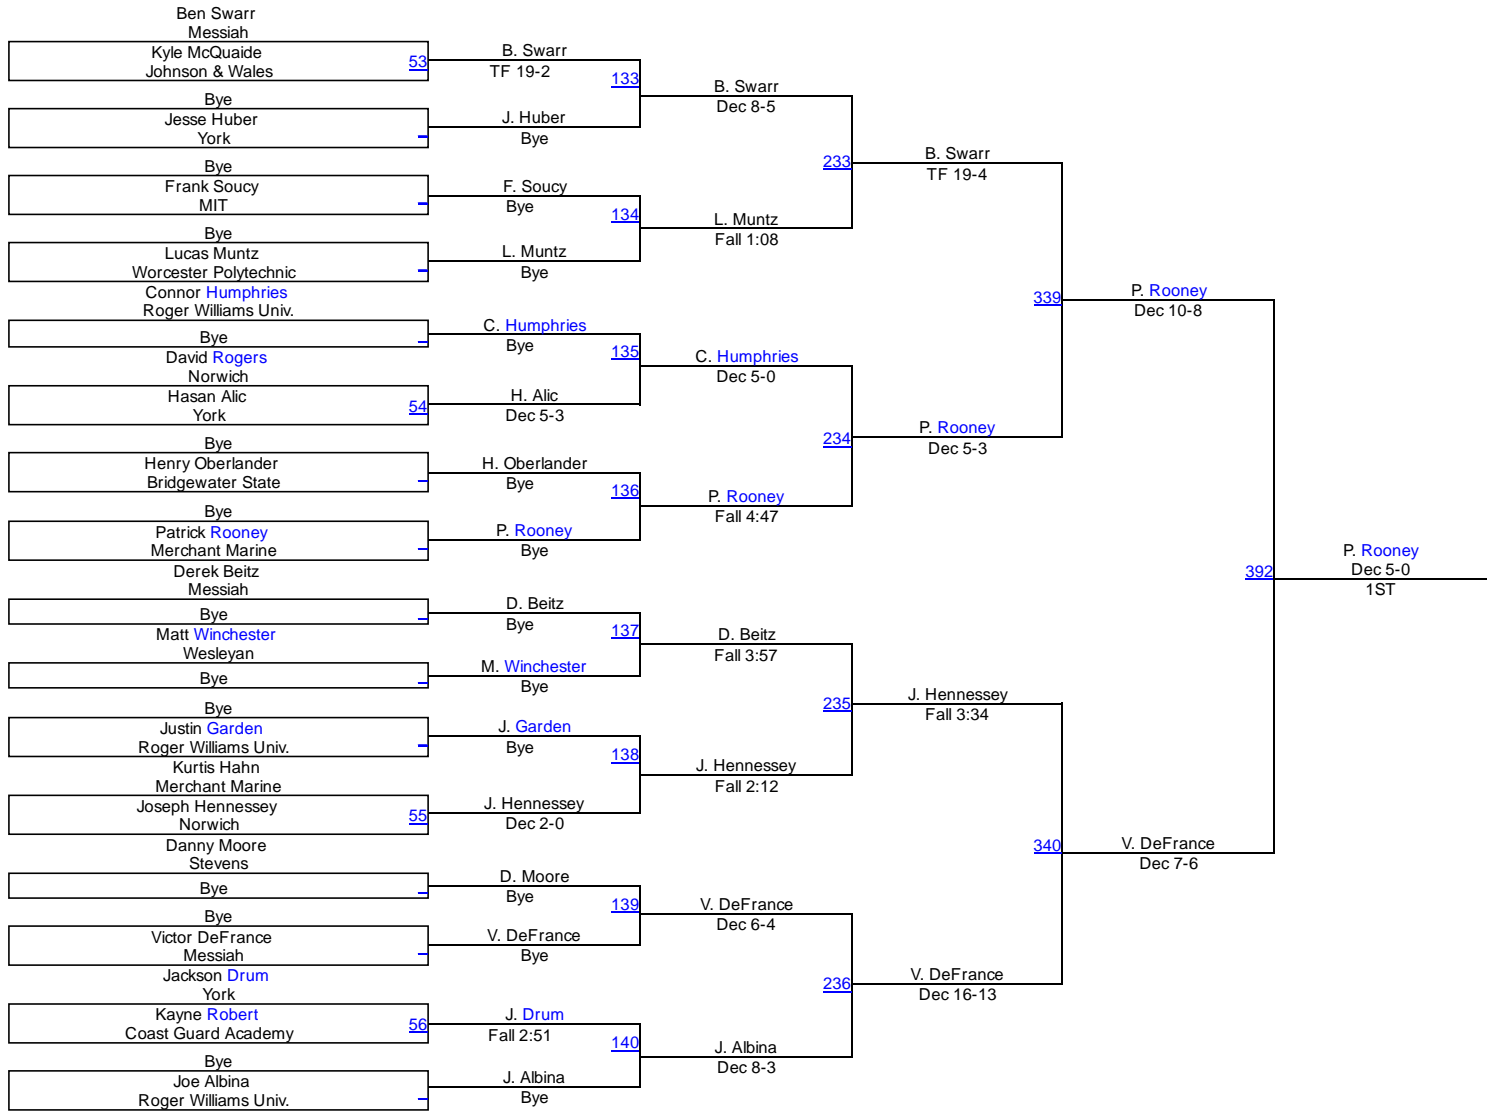 Ben Swarr
Messiah
Kyle McQuaide
Johnson & Wales
53
Bye
Jesse Huber
York
Bye
Frank Soucy
MIT
Bye
Lucas Muntz
Worcester Polytechnic
Connor Humphries
Roger Williams Univ.
Bye
David Rogers
Norwich
Hasan Alic
York
54
Bye
Henry Oberlander
Bridgewater State
Bye
Patrick Rooney
Merchant Marine
Derek Beitz
Messiah
Bye
Matt Winchester
Wesleyan
Bye
Bye
Justin Garden
Roger Williams Univ.
Kurtis Hahn
Merchant Marine
Joseph Hennessey
Norwich
55
Danny Moore
Stevens
Bye
Bye
Victor DeFrance
Messiah
Jackson Drum
York
Kayne Robert
Coast Guard Academy
56
Bye
Joe Albina
Roger Williams Univ.
B. Swarr
TF 19-2
133
J. Huber
Bye
F. Soucy
Bye
134
L. Muntz
Bye
C. Humphries
Bye
135
H. Alic
Dec 5-3
H. Oberlander
Bye
136
P. Rooney
Bye
D. Beitz
Bye
137
M. Winchester
Bye
J. Garden
Bye
138
J. Hennessey
Dec 2-0
D. Moore
Bye
139
V. DeFrance
Bye
J. Drum
Fall 2:51
140
J. Albina
Bye
B. Swarr
Dec 8-5
233
L. Muntz
Fall 1:08
C. Humphries
Dec 5-0
234
P. Rooney
Fall 4:47
D. Beitz
Fall 3:57
235
J. Hennessey
Fall 2:12
V. DeFrance
Dec 6-4
236
J. Albina
Dec 8-3
B. Swarr
TF 19-4
339
P. Rooney
Dec 5-3
J. Hennessey
Fall 3:34
340
V. DeFrance
Dec 16-13
P. Rooney
Dec 10-8
392
V. DeFrance
Dec 7-6
P. Rooney
Dec 5-0
1ST